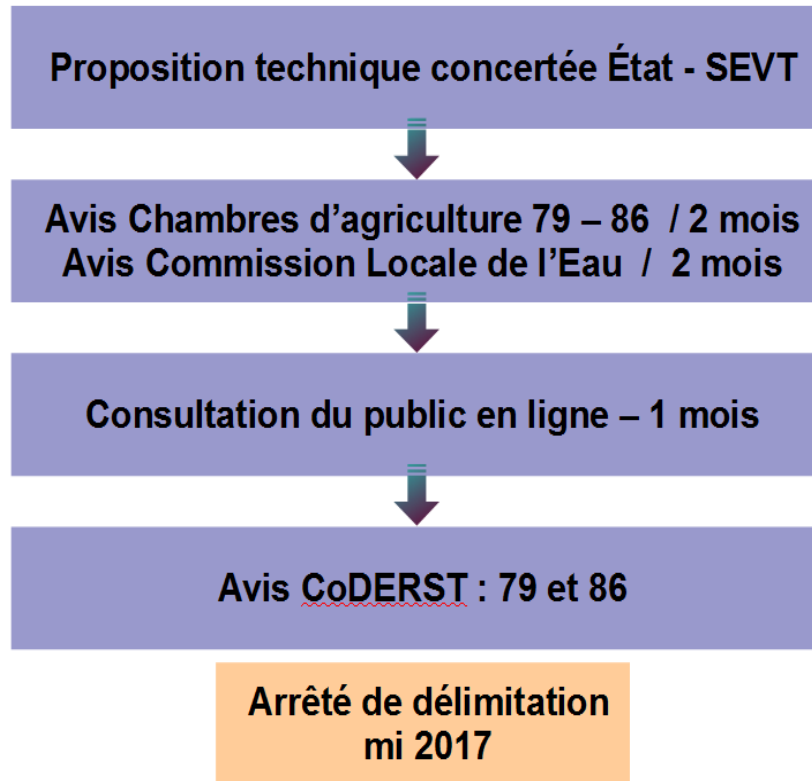 Proposition technique concertée État - SEVT
Avis Chambres d’agriculture 79 – 86 / 2 mois
Avis Commission Locale de l’Eau / 2 mois
Consultation du public en ligne – 1 mois
Avis CoDERST : 79 et 86
Arrêté de délimitation
mi 2017